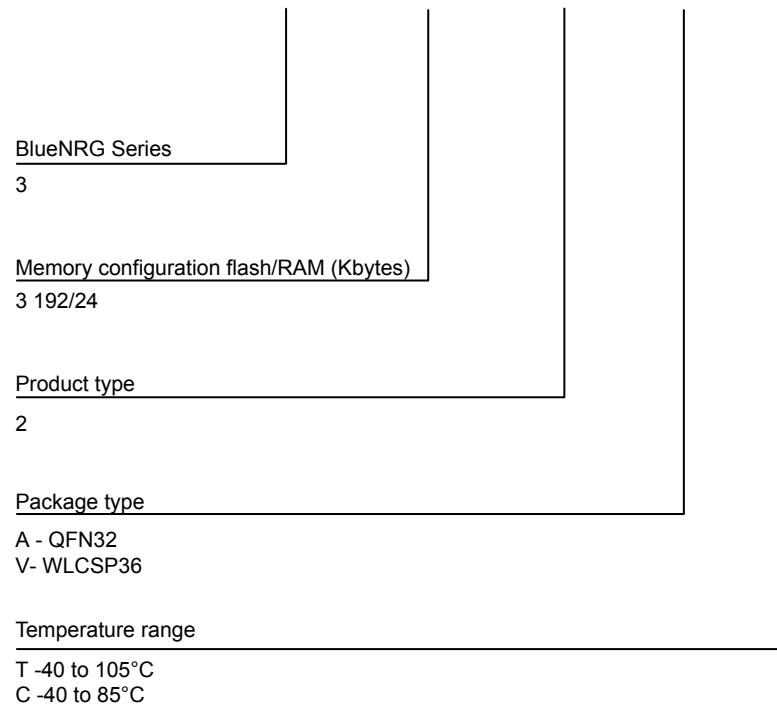 BlueNRG Series
3
Memory configuration flash/RAM (Kbytes)
3 192/24
Product type
2
Package type
A - QFN32
V- WLCSP36
Temperature range
T -40 to 105°C
C -40 to 85°C